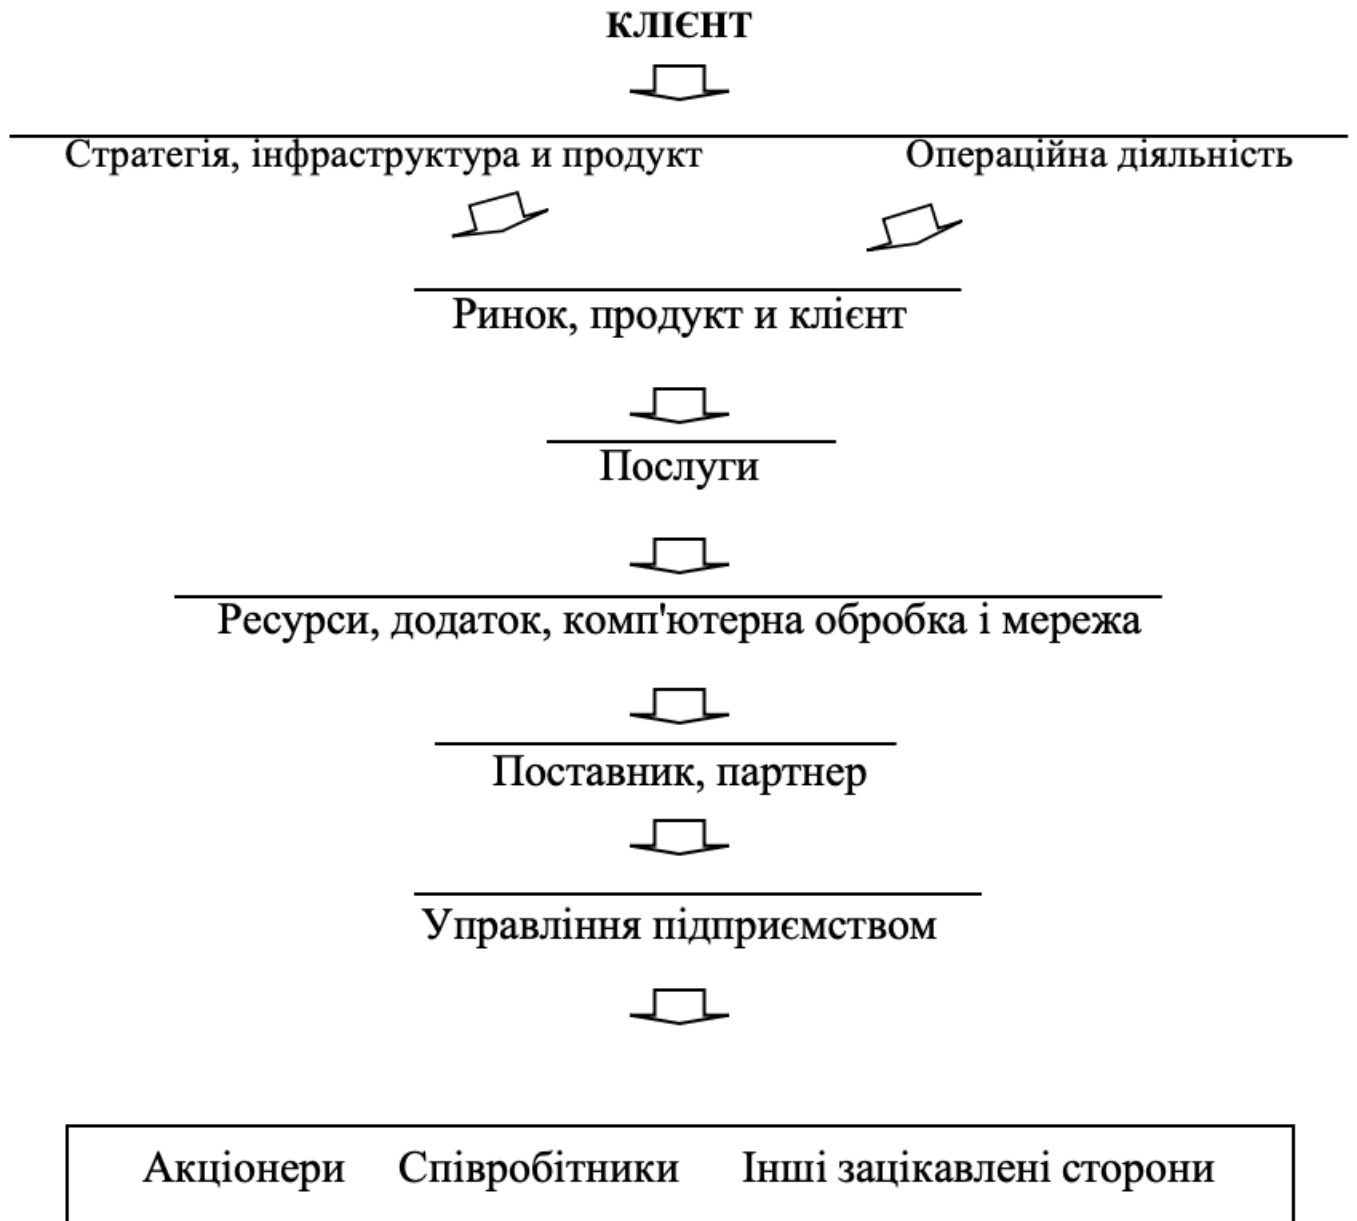 КЛІЄНТ
Стратегія, інфраструктура и продукт Операційна діяльність
Ринок, продукт и клієнт
Послуги
Ресурси, додаток, комп'ютерна обробка і мережа
Поставник, партнер
Управління підприємством
Акціонери Співробітники Інші зацікавлені сторони